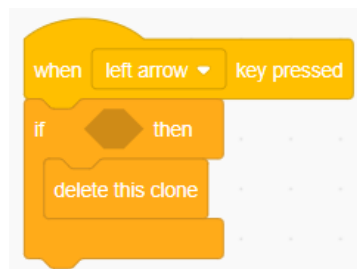 when left arrow key pressed
if then
delete this clone